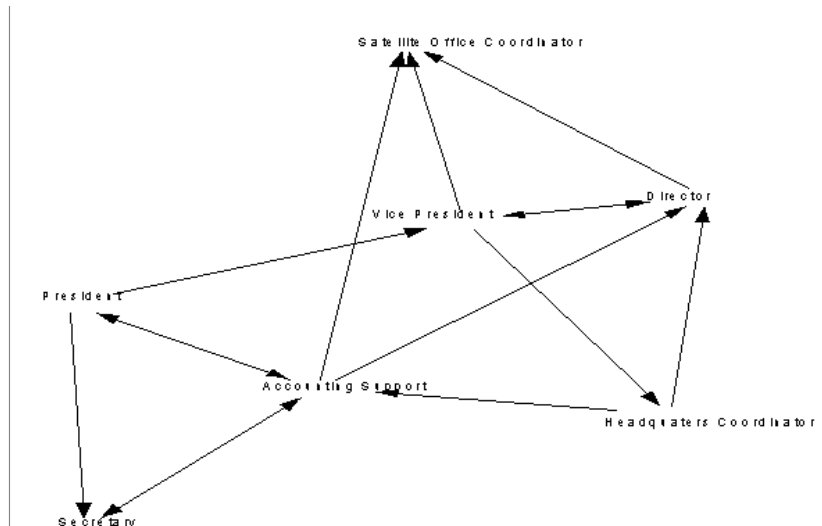 Satellite Office Coordinator
Director
Vice President
President
Accounting Support
Headquaters Coordinator
Secretary